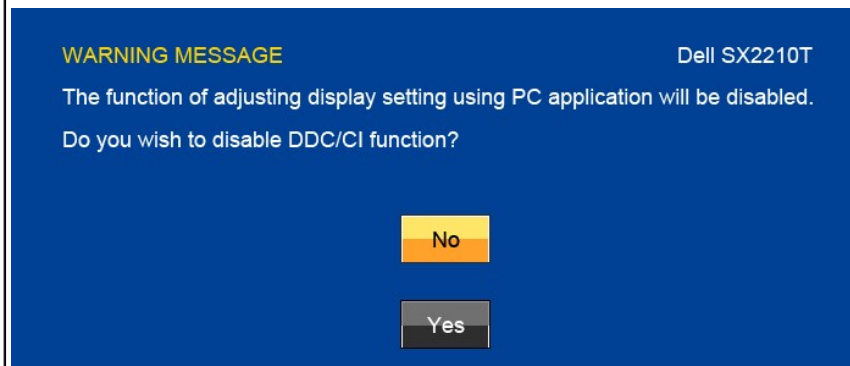 WARNING MESSAGE Dell SX2210T
The function of adjusting display setting using PC application will be disabled.
Do you wish to disable DDC/CI function?
No
Yes